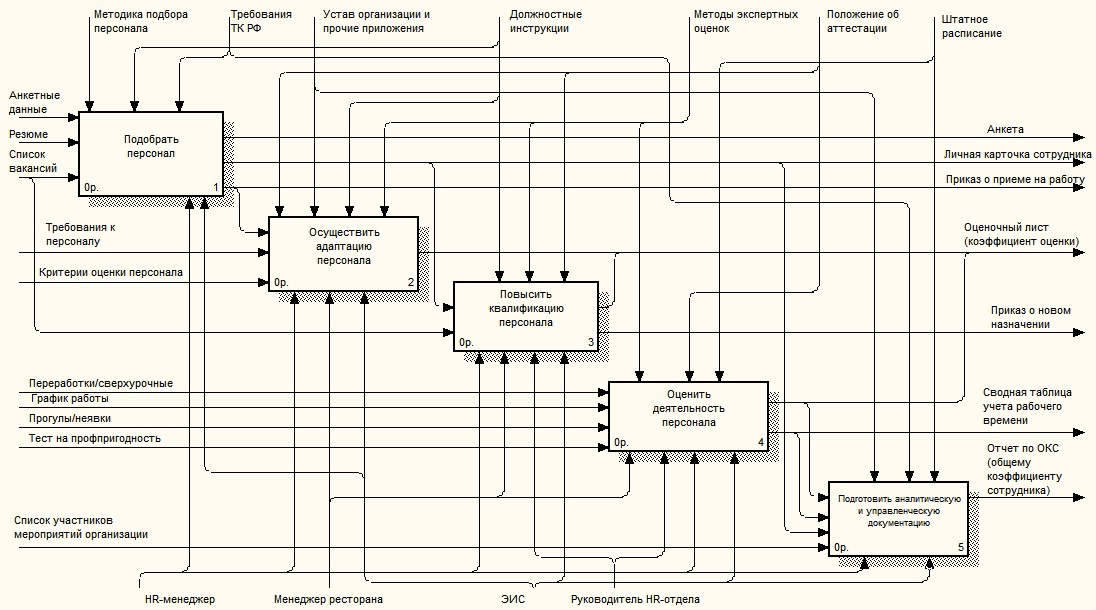 Методика подбора
персонала
Требования
ТК РФ
Устав организации и
прочие приложения
Должностные
инструкции
Методы экспертных
оценок
Положение об
аттестации
Штатное
расписание
Анкетные
данные
Резюме
Список
вакансий
Подобрать
персонал
0р. 1
Анкета
Личная карточка сотрудника
Приказ о приеме на работу
Требования к
персоналу
Критерии оценки персонала
Осуществить
адаптацию
персонала
0р. 2
Оценочный лист
(коэффициент оценки)
Повысить
квалификацию
персонала
0р. 3
Приказ о новом
назначении
Переработки/сверхурочные
График работы
Прогулы/неявки
Тест на профпригодность
Оценить
деятельность
персонала
0р. 4
Сводная таблица
учета рабочего
времени
Отчет по ОКС
(общему
коэффициенту
сотрудника)
Список участников
мероприятий организации
Подготовить аналитическую
и управленческую
документацию
0р. 5
HR-менеджер
Менеджер ресторана
ЭИС
Руководитель HR-отдела